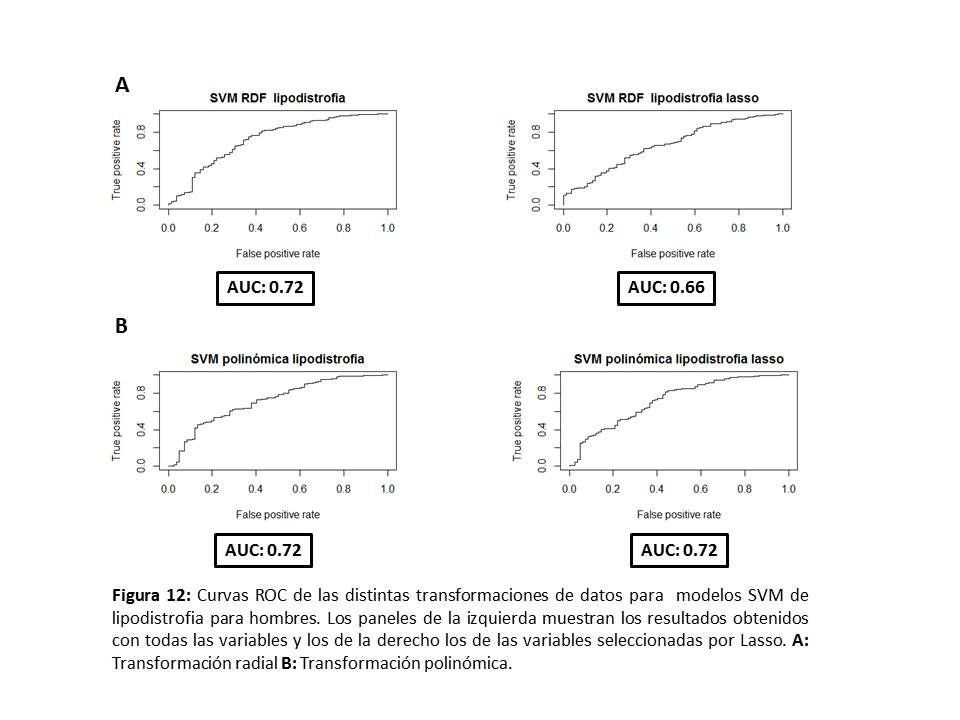 A
SVM RDF lipodistrofia
True positive rate
0.0 0.4 0.8
0.0 0.2 0.4 0.6 0.8 1.0
False positive rate
AUC: 0.72
SVM RDF lipodistrofia lasso
True positive rate
0.0 0.4 0.8
0.0 0.2 0.4 0.6 0.8 1.0
False positive rate
AUC: 0.66
B
SVM polinómica lipodistrofia
True positive rate
0.0 0.4 0.8
0.0 0.2 0.4 0.6 0.8 1.0
False positive rate
AUC: 0.72
SVM polinómica lipodistrofia lasso
True positive rate
0.0 0.4 0.8
0.0 0.2 0.4 0.6 0.8 1.0
False positive rate
AUC: 0.72
Figura 12: Curvas ROC de las distintas transformaciones de datos para modelos SVM de
lipodistrofia para hombres. Los paneles de la izquierda muestran los resultados obtenidos
con todas las variables y los de la derecho los de las variables seleccionadas por Lasso. A:
Transformación radial B: Transformación polinómica.